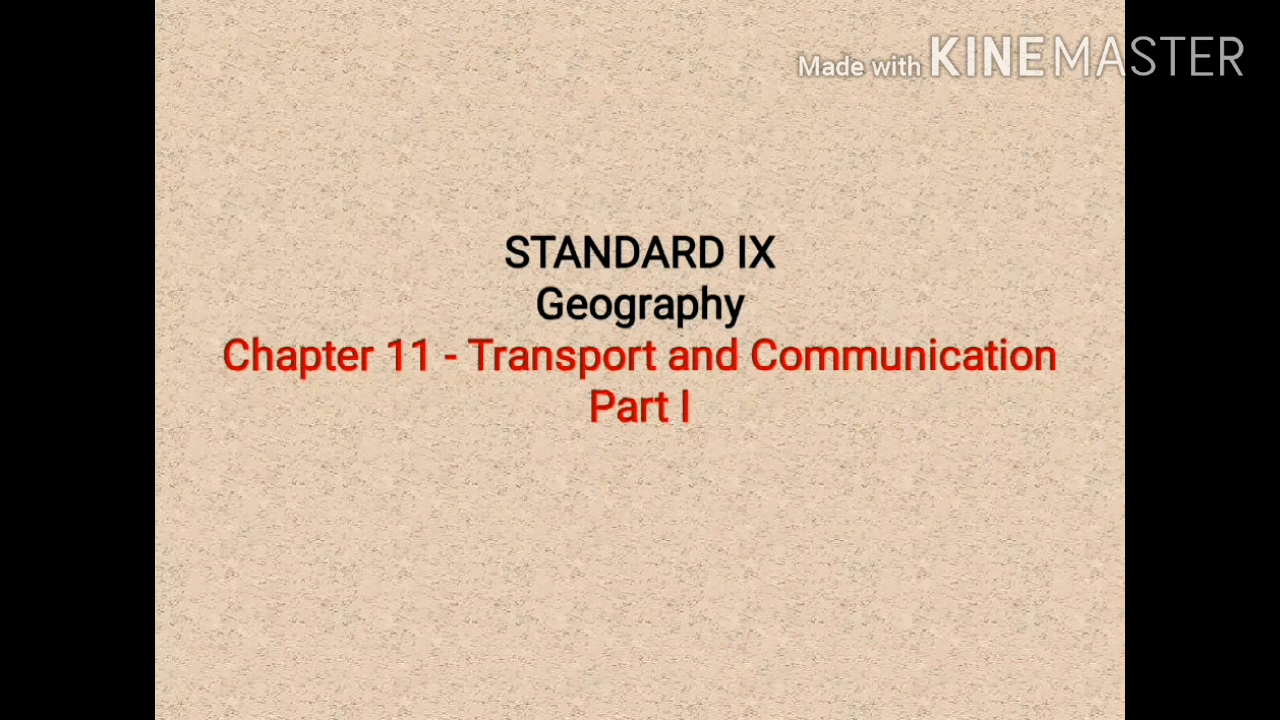 Made with KINEMASTER
STANDARD IX
Geography
Chapter 11 - Transport and Communication
Part I